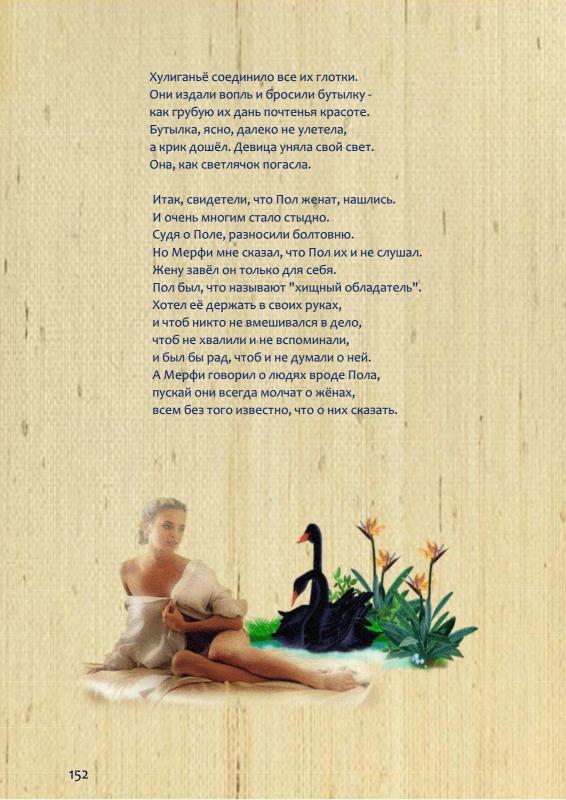 Хулиганьё соединило все их глотки.
Они издали вопль и бросили бутылку -
как грубую их дань почтенья красоте.
Бутылка, ясно, далеко не улетела,
а крик дошёл. Девица уняла свой свет.
Она, как светлячок погасла.
Итак, свидетели, что Пол женат, нашлись.
И очень многим стало стыдно.
Судя о Поле, разносили болтовню.
Но Мерфи мне сказал, что Пол их и не слушал.
Жену завёл он только для себя.
Пол был, что называют "хищный обладатель".
Хотел её держать в своих руках,
и чтоб никто не вмешивался в дело,
чтоб не хвалили и не вспоминали,
и был бы рад, чтоб и не думали о ней.
А Мерфи говорил о людях вроде Пола,
пускай они всегда молчат о жёнах,
всем без того известно, что о них сказать.
152